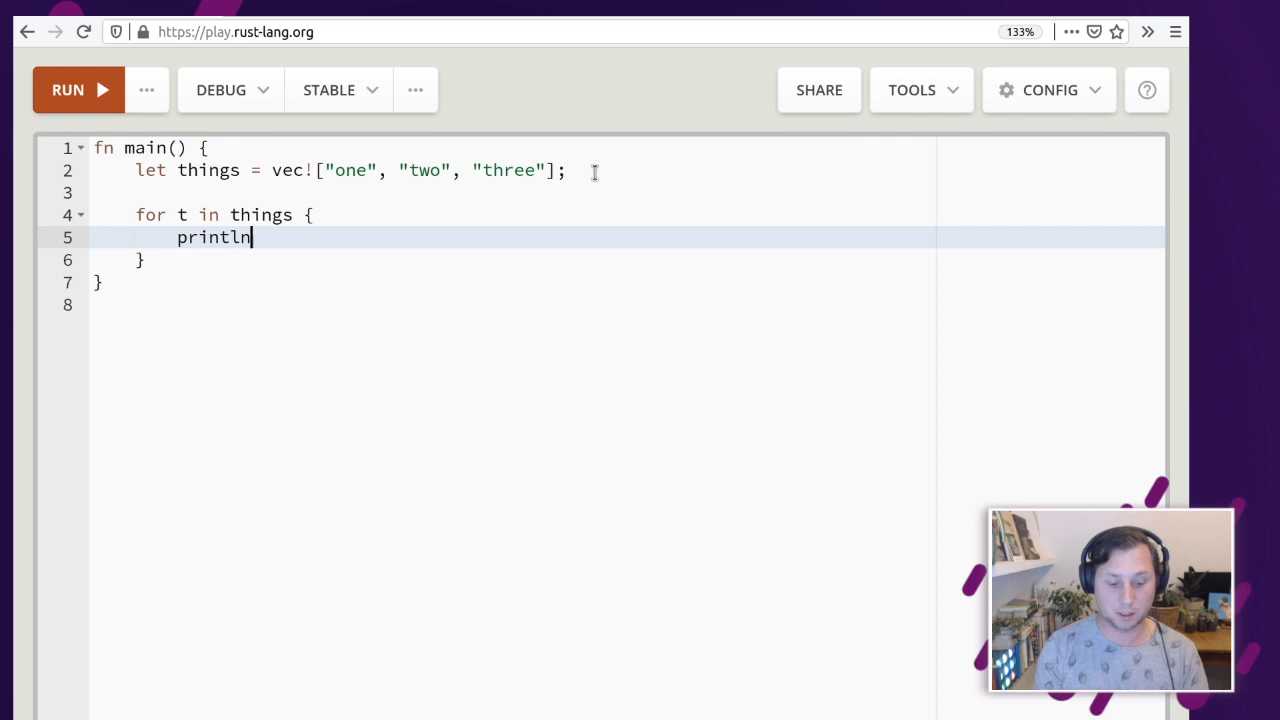 https://play.rust-lang.org 133%
RUN DEBUG STABLE SHARE TOOLS CONFIG
1 fn main() {
2     let things = vec!["one", "two", "three"];
3
4     for t in things {
5         println
6     }
7 }
8